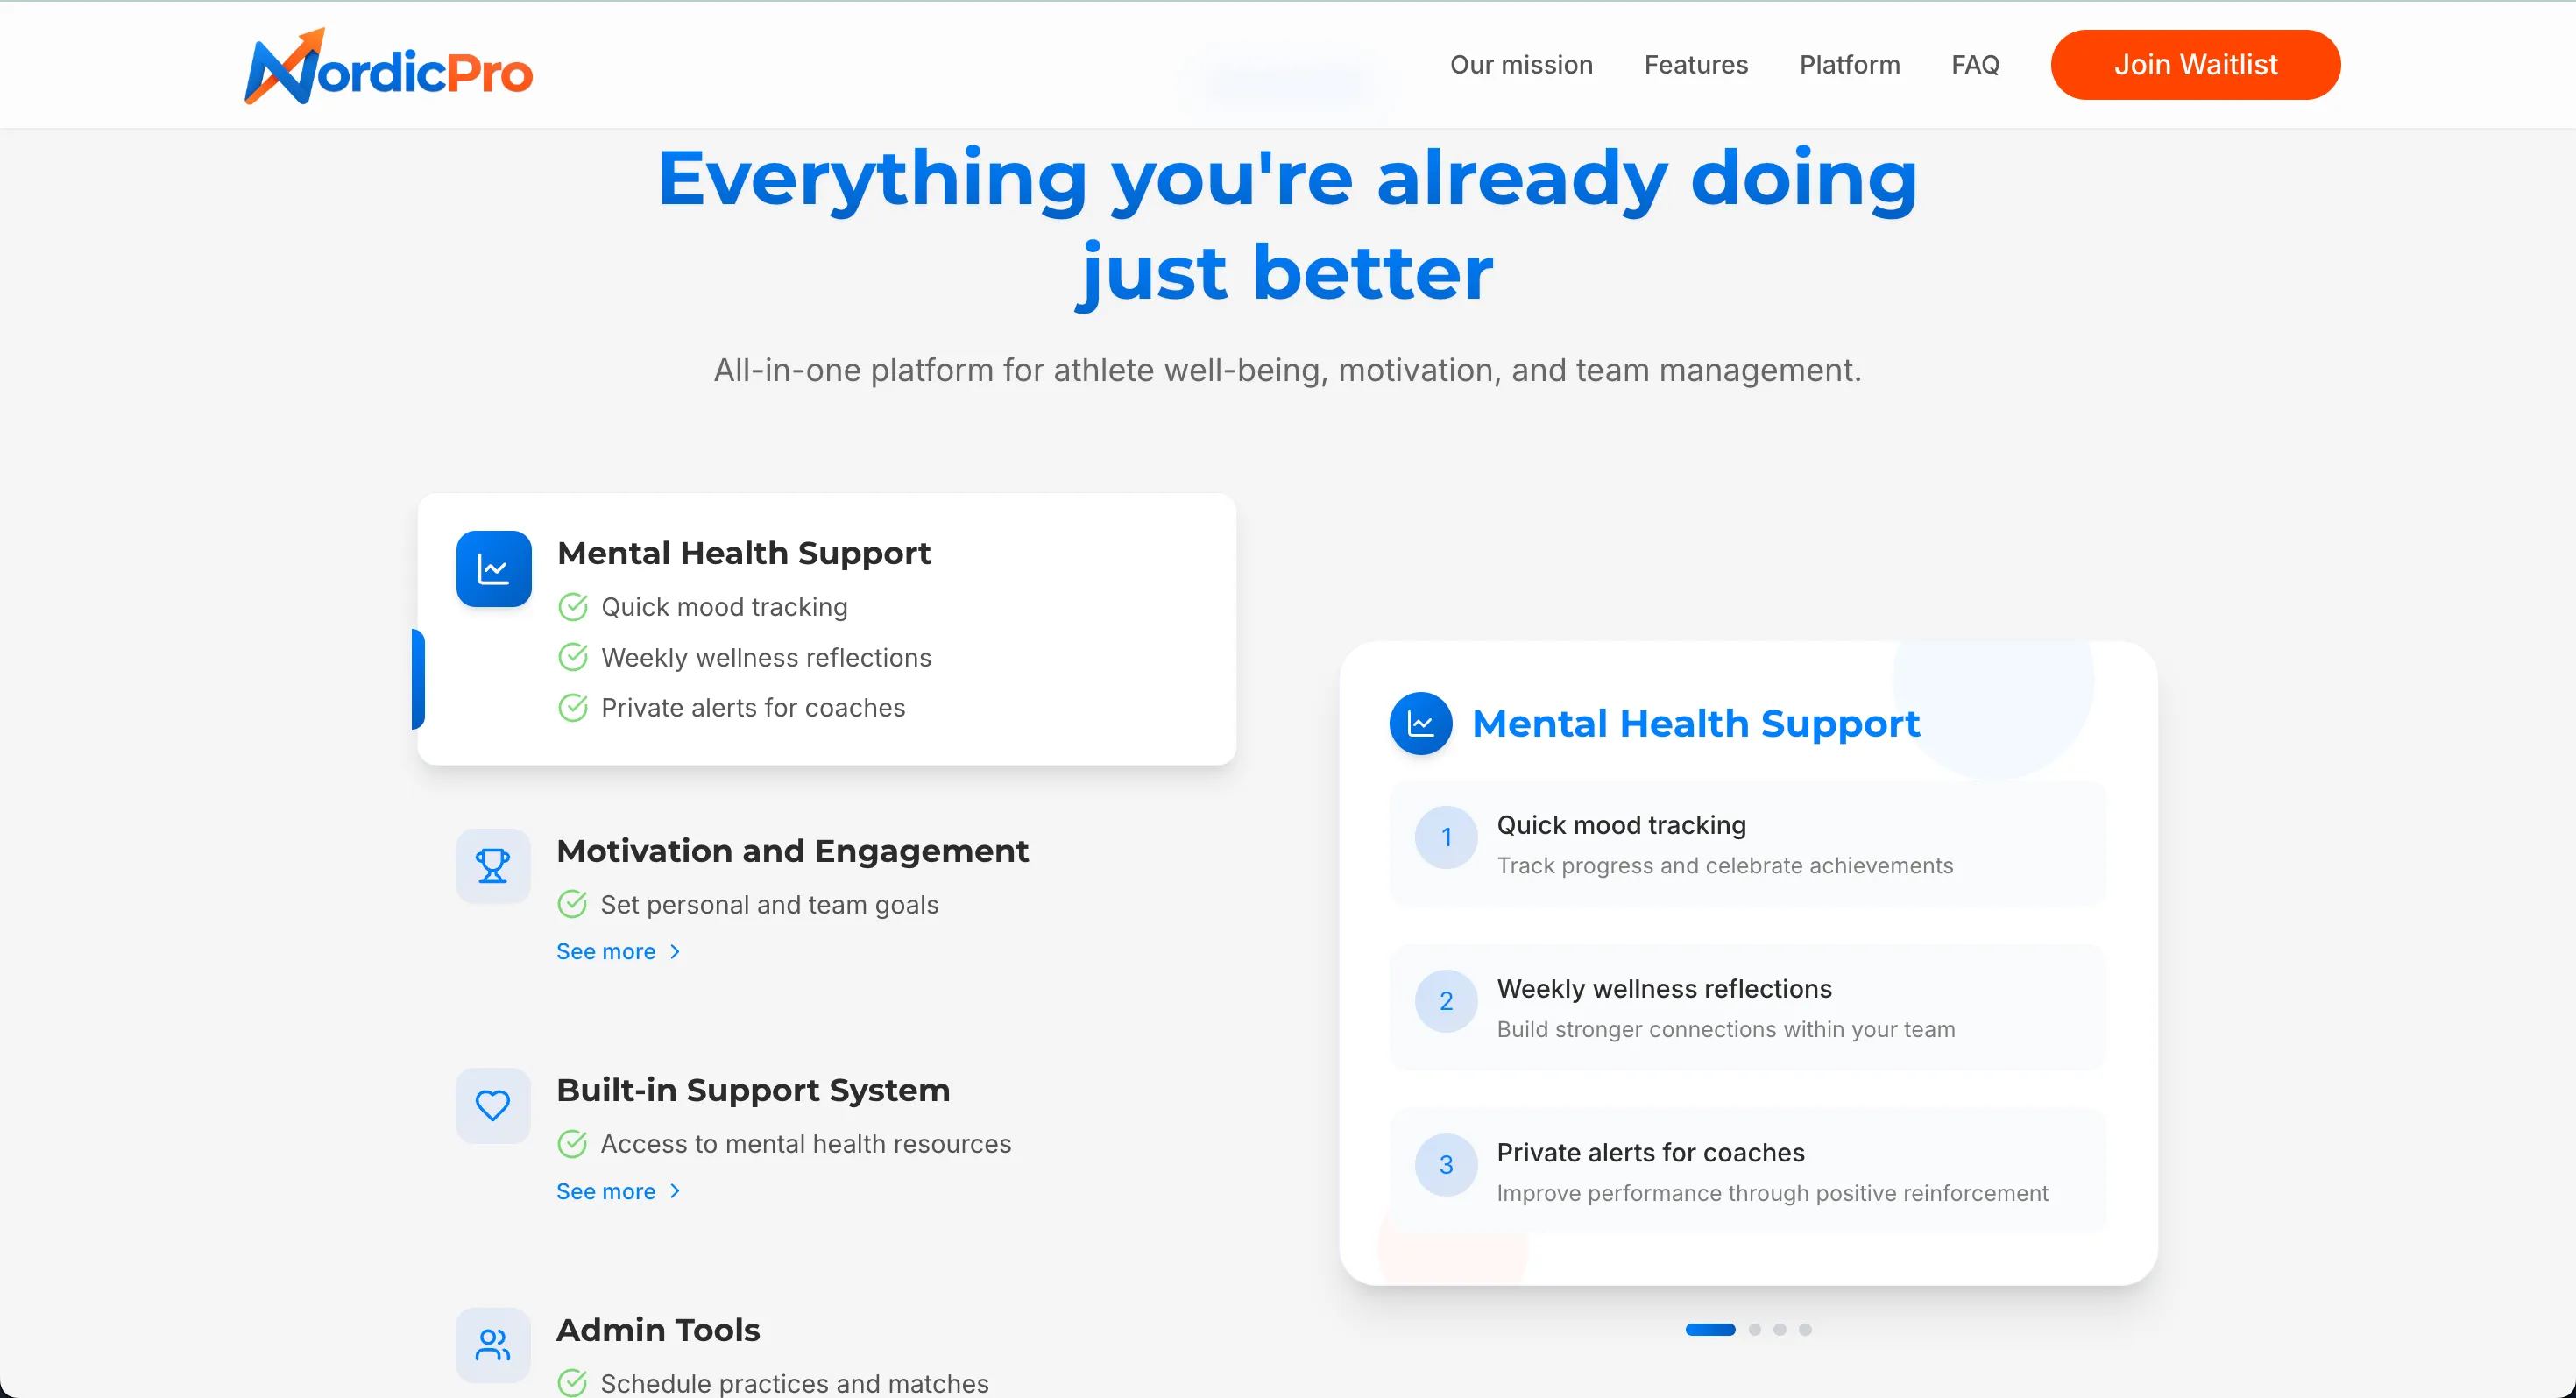 NordicPro
Our mission
Features
Platform
FAQ
Join Waitlist
Everything you're already doing
just better
All-in-one platform for athlete well-being, motivation, and team management.
Mental Health Support
Quick mood tracking
Weekly wellness reflections
Private alerts for coaches
Motivation and Engagement
Set personal and team goals
See more
Built-in Support System
Access to mental health resources
See more
Admin Tools
Schedule practices and matches
Mental Health Support
1
Quick mood tracking
Track progress and celebrate achievements
2
Weekly wellness reflections
Build stronger connections within your team
3
Private alerts for coaches
Improve performance through positive reinforcement